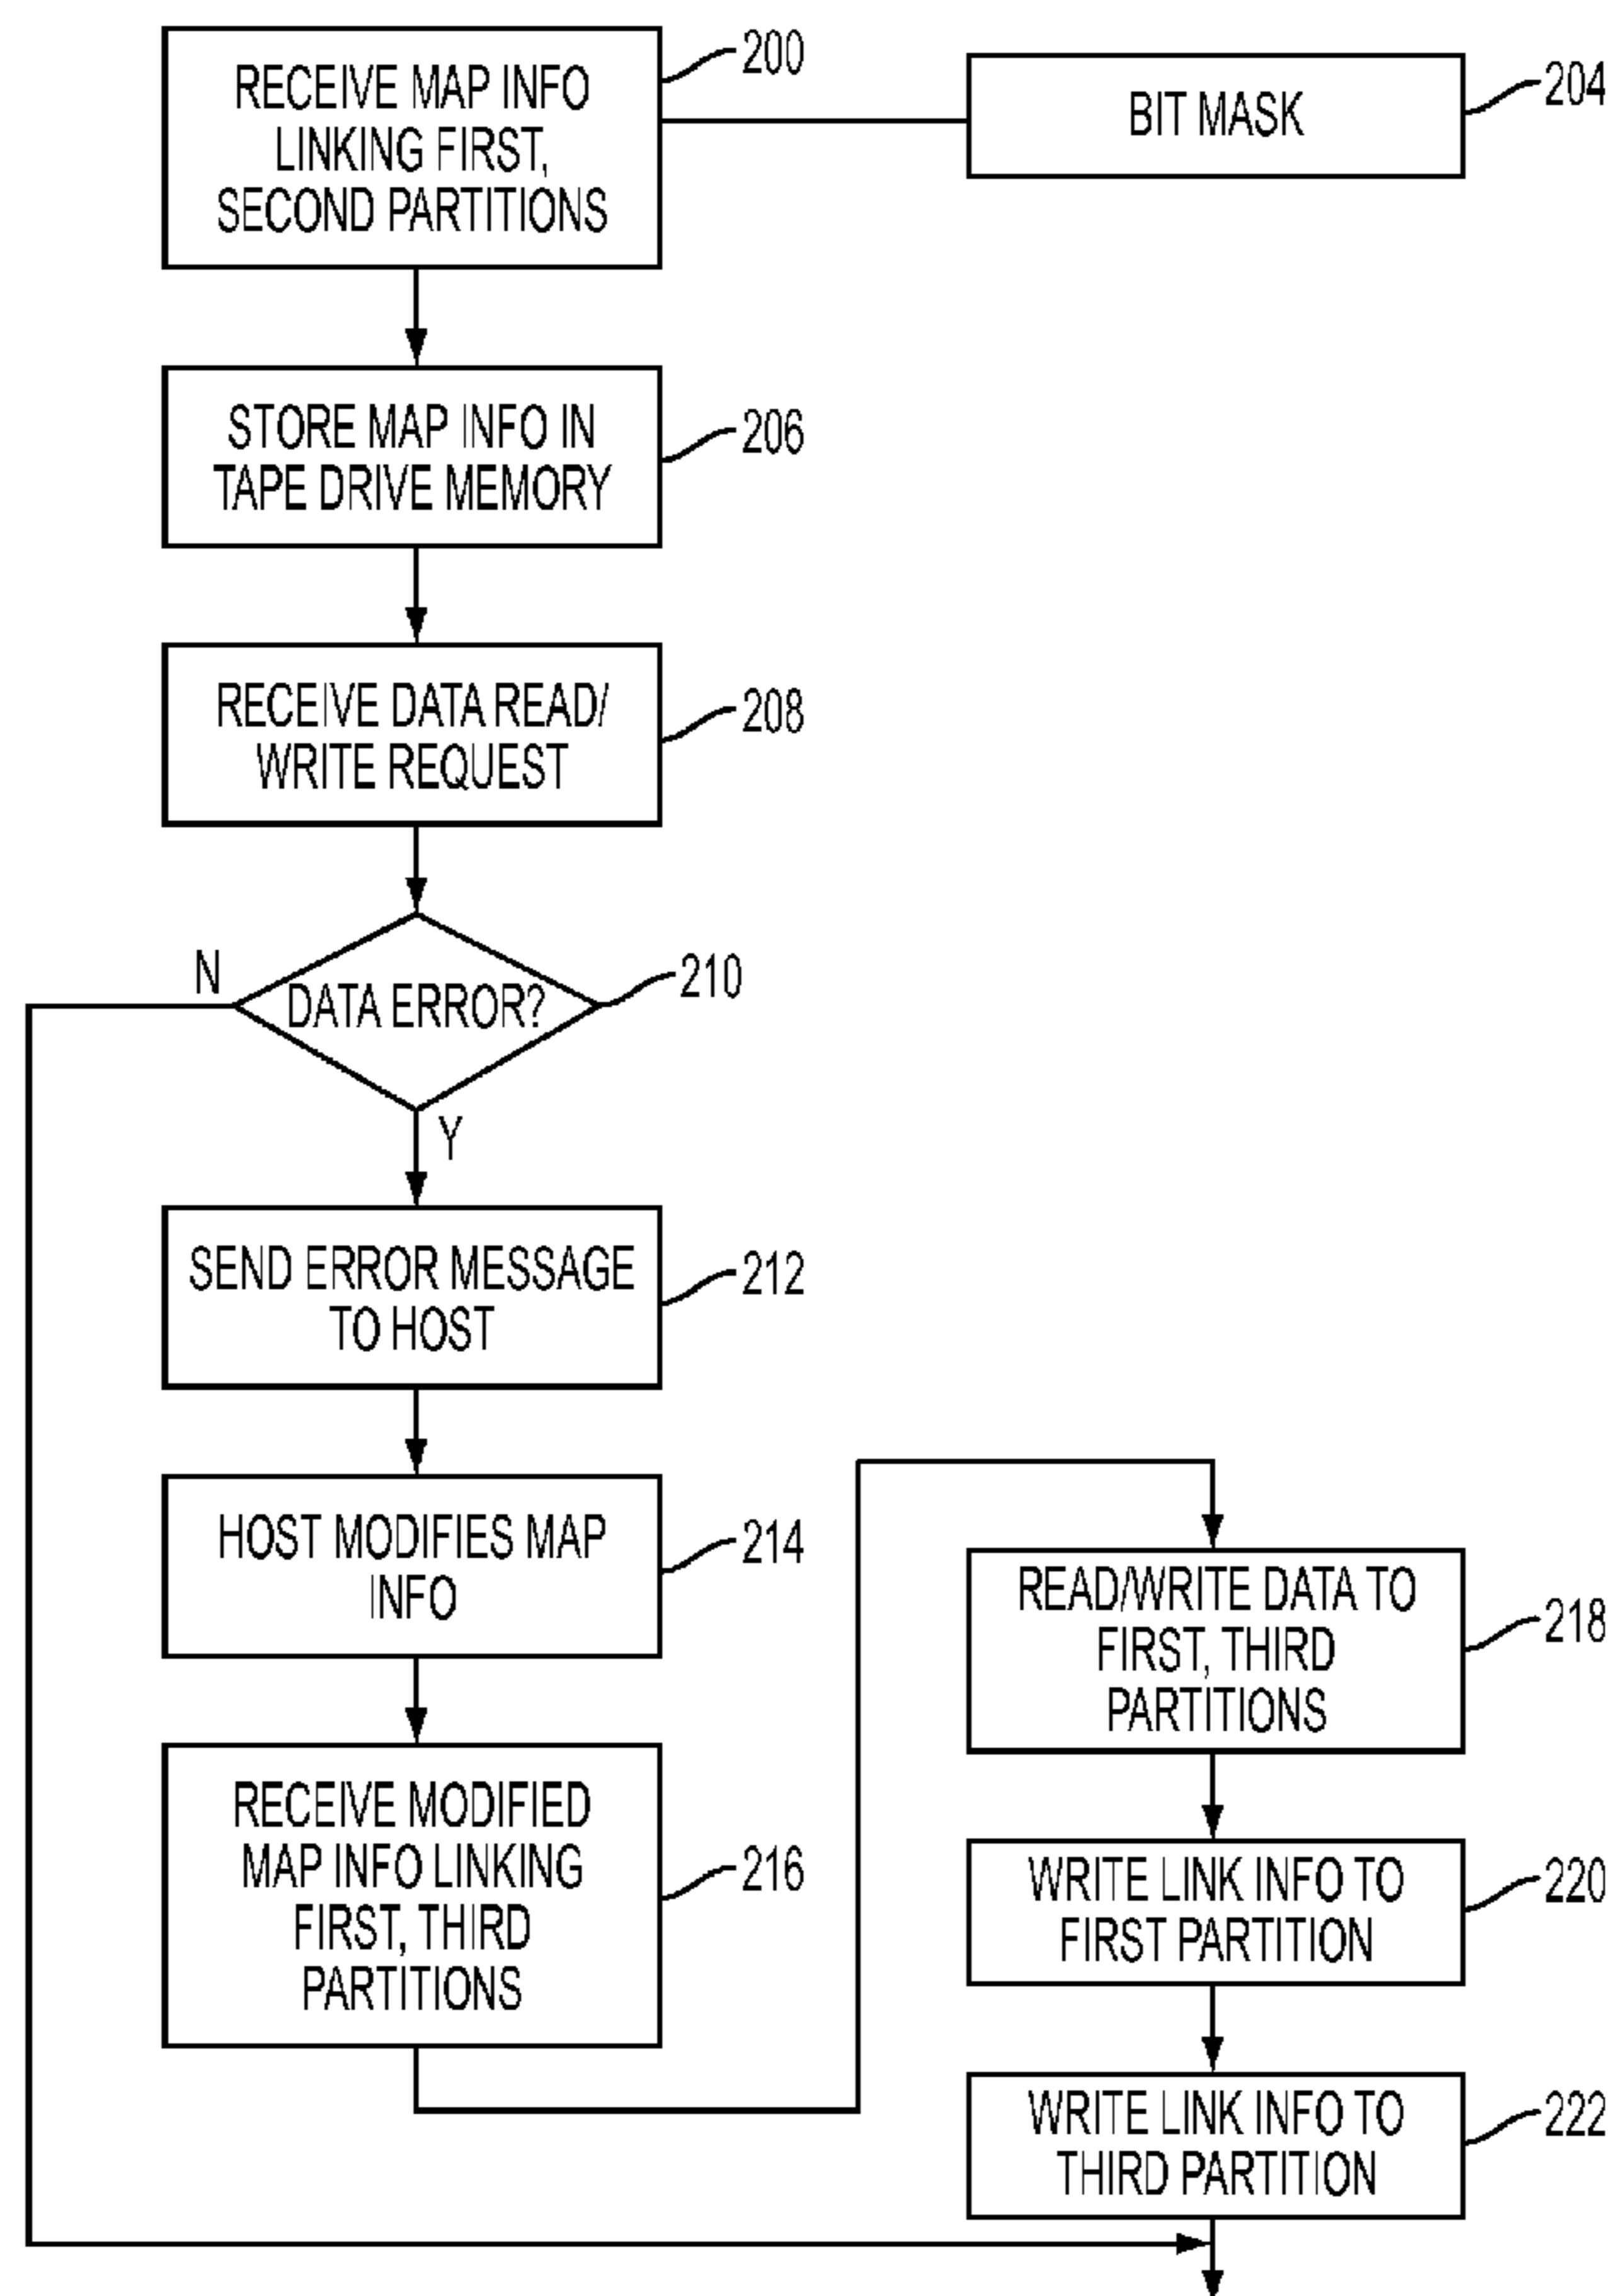 RECEIVE MAP INFO
LINKING FIRST,
SECOND PARTITIONS
200
BIT MASK
204
STORE MAP INFO IN
TAPE DRIVE MEMORY
206
RECEIVE DATA READ/
WRITE REQUEST
208
N
DATA ERROR?
210
Y
SEND ERROR MESSAGE
TO HOST
212
HOST MODIFIES MAP
INFO
214
RECEIVE MODIFIED
MAP INFO LINKING
FIRST, THIRD
PARTITIONS
216
READ/WRITE DATA TO
FIRST, THIRD
PARTITIONS
218
WRITE LINK INFO TO
FIRST PARTITION
220
WRITE LINK INFO TO
THIRD PARTITION
222